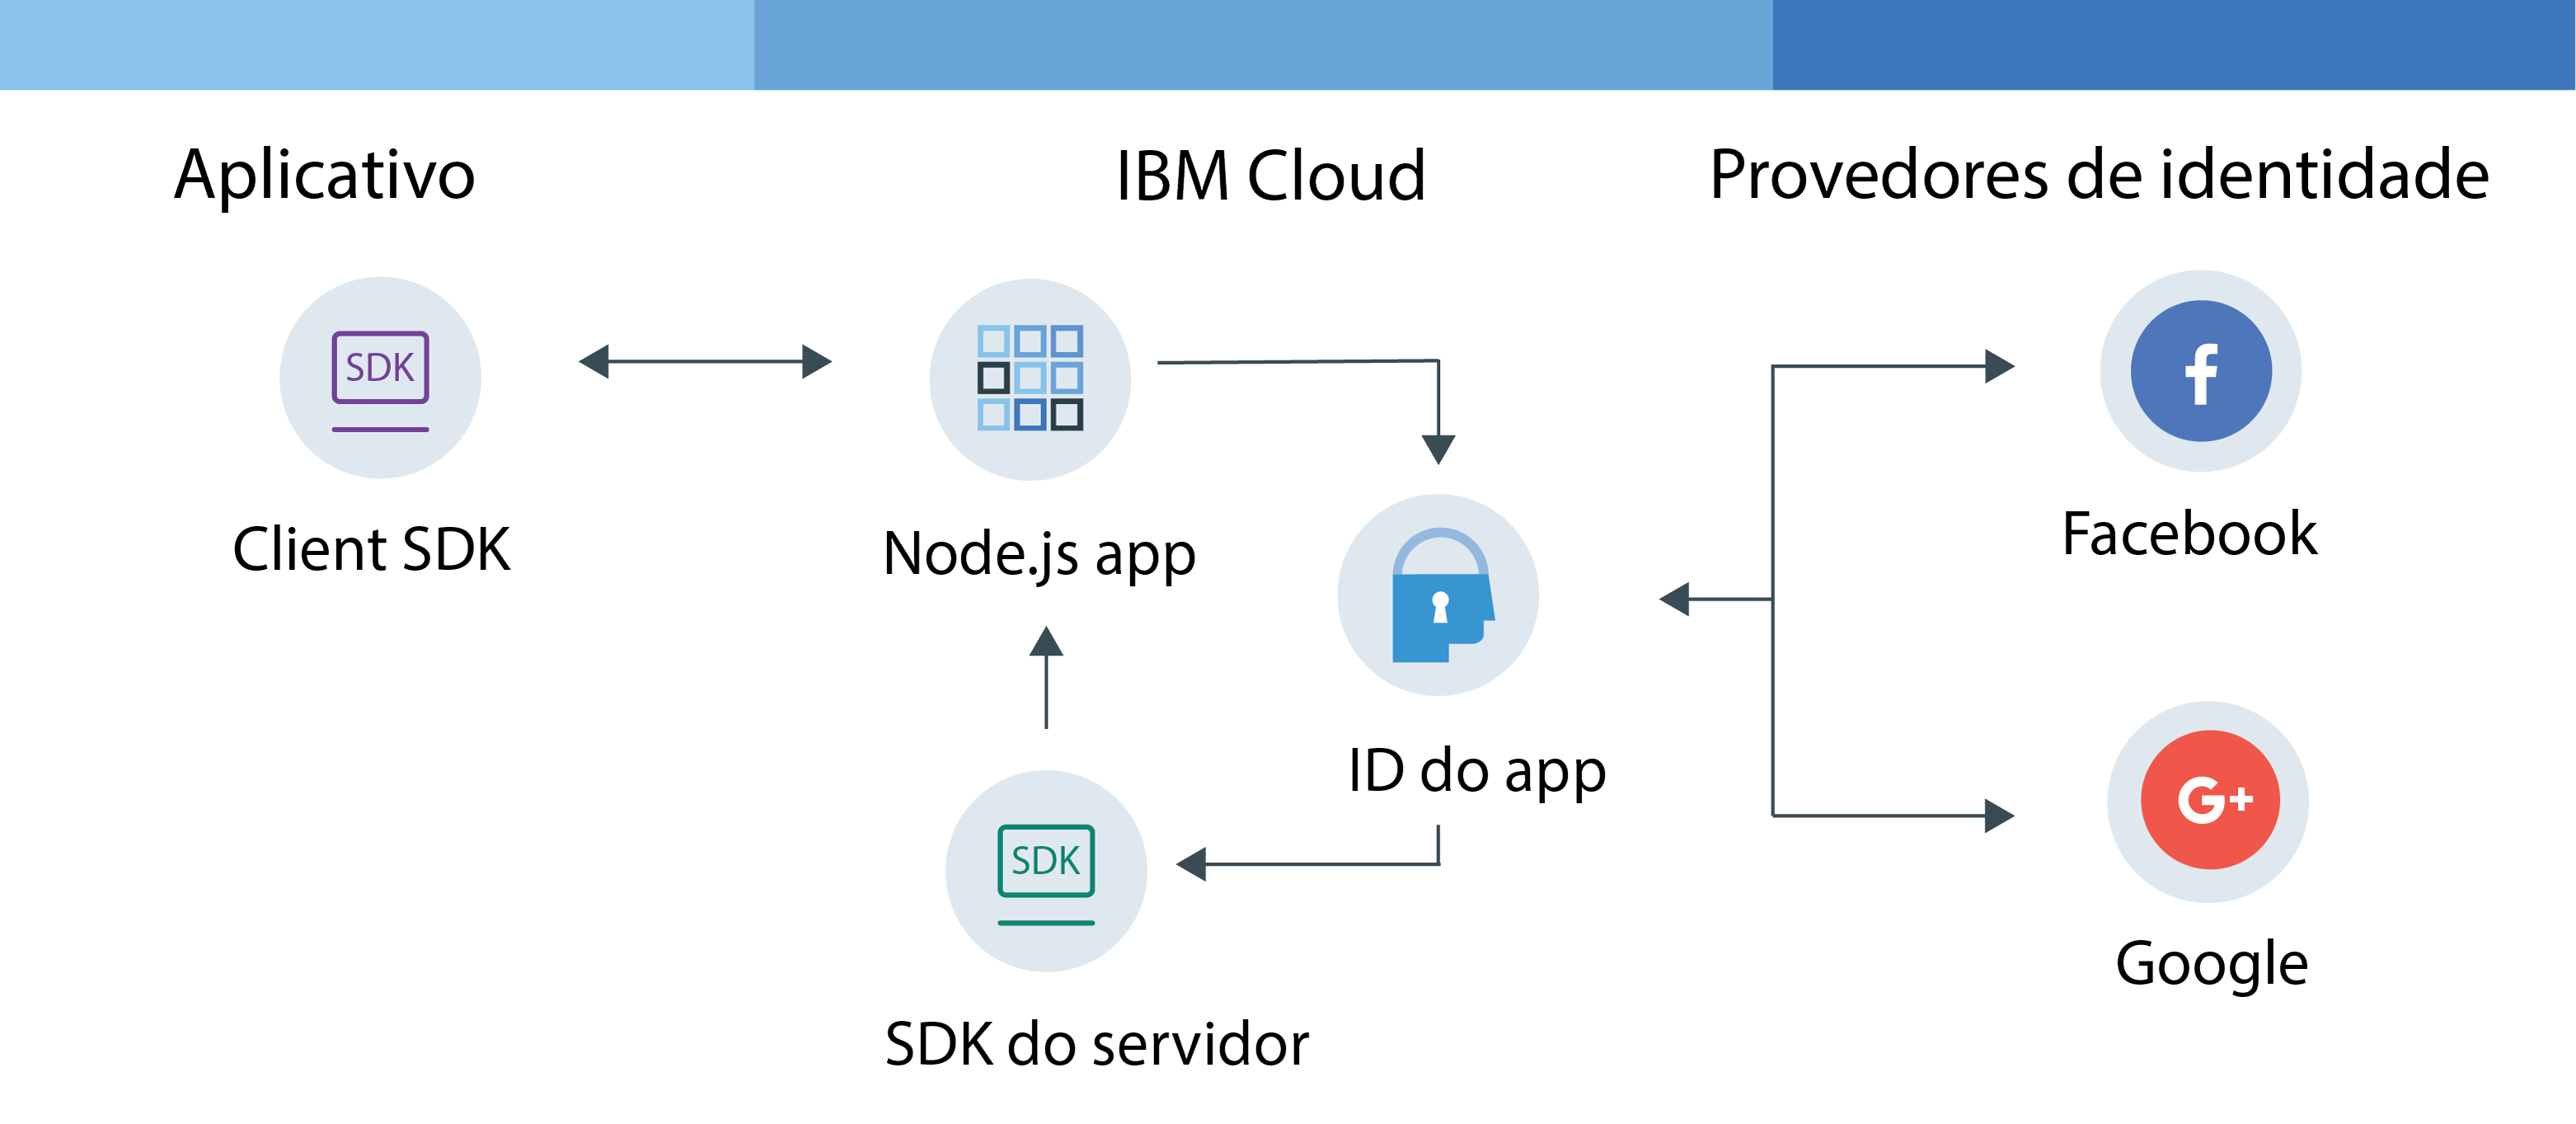 Aplicativo
IBM Cloud
Provedores de identidade
SDK
Client SDK
Node.js app
f
Facebook
ID do app
SDK
SDK do servidor
G+
Google